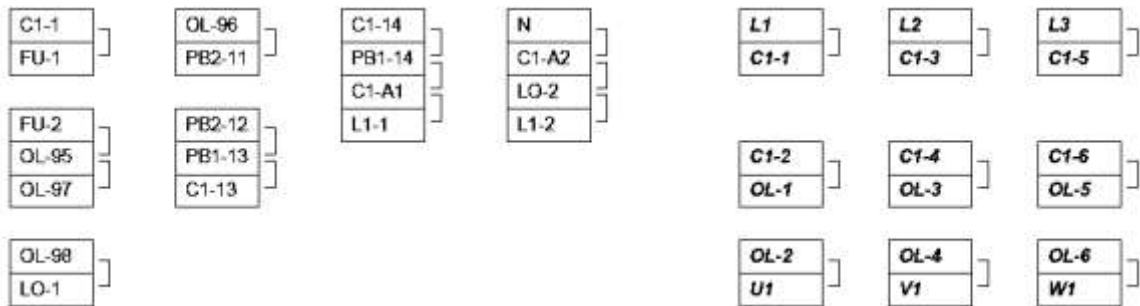 C1-1
FU-1
FU-2
OL-95
OL-97
OL-98
LO-1
OL-96
PB2-11
PB2-12
PB1-13
C1-13
C1-14
PB1-14
C1-A1
L1-1
N
C1-A2
LO-2
L1-2
L1
C1-1
L2
C1-3
L3
C1-5
C1-2
OL-1
C1-4
OL-3
C1-6
OL-5
OL-2
U1
OL-4
V1
OL-6
W1